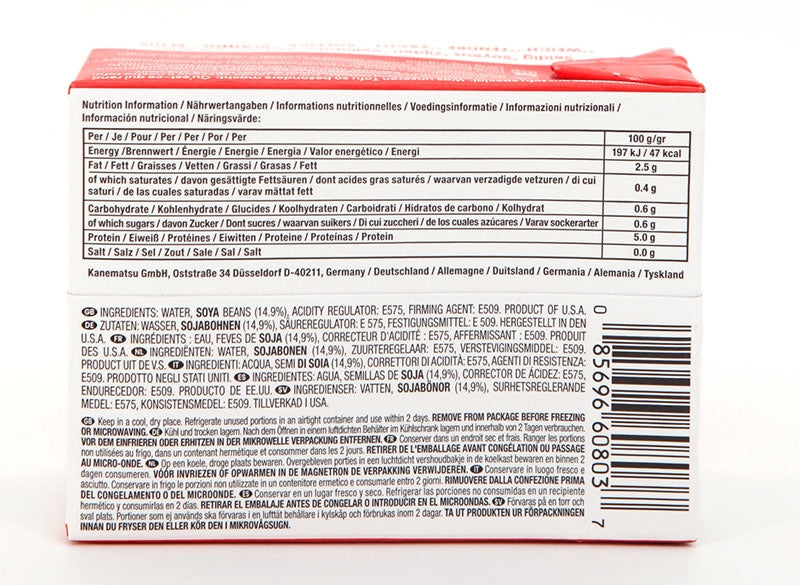 Nutrition Information / Nährwertangaben / Informations nutritionnelles / Voedingsinformatie / Informazioni nutrizionali /
Información nutricional / Näringsvärde:
Per / Je / Pour / Per / Per / Por / Per 100 g/gr
Energy /Brennwert / Énergie / Energie / Energia / Valor energético / Energi 197 kJ / 47 kcal
Fat / Fett / Graisses / Vetten / Grassi / Grasas / Fett 2.5 g
of which saturates / davon gesättigte Fettsäuren / dont acides gras saturés / waarvan verzadigde vetzuren / di cui
saturi / de las cuales saturadas / varav mättat fett 0.4 g
Carbohydrate / Kohlenhydrate / Glucides / Koolhydraten / Carboidrati / Hidratos de carbono / Kolhydrat 0.6 g
of which sugars / davon Zucker / Dont sucres / waarvan suikers / Di cui zuccheri / de los cuales azúcares / Varav sockerarter 0.6 g
Protein / Eiweiß / Protéines / Eiwitten / Proteine / Proteínas / Protein 5.0 g
Salt / Salz / Sel / Zout / Sale / Sal / Salt 0.0 g
Kanematsu GmbH, Oststraße 34 Düsseldorf D-40211, Germany / Deutschland / Allemagne / Duitsland / Germania / Alemania / Tyskland
GB INGREDIENTS: WATER, SOYA BEANS (14.9%), ACIDITY REGULATOR: E575, FIRMING AGENT: E509. PRODUCT OF U.S.A.
DE ZUTATEN: WASSER, SOJABOHNEN (14,9%), SÄUREREGULATOR: E 575, FESTIGUNGSMITTEL: E 509. HERGESTELLT IN DEN
U.S.A. FR INGRÉDIENTS : EAU, FEVES DE SOJA (14,9%), CORRECTEUR D'ACIDITÉ : E575, AFFERMISSANT : E509. PRODUIT
DES U.S.A. NL INGREDIËNTEN: WATER, SOJABONEN (14,9%), ZUURTEREGELAAR: E575, VERSTEVIGINGSMIDDEL: E509.
PRODUCT UIT DE V.S. IT INGREDIENTI: ACQUA, SEMI DI SOIA (14,9%), CORRETTORI DI ACIDITÀ: E575, AGENTI DI RESISTENZA:
E509. PRODOTTO NEGLI STATI UNITI. ES INGREDIENTES: AGUA, SEMILLAS DE SOJA (14,9%), CORRECTOR DE ÁCIDEZ: E575,
ENDURECEDOR: E509. PRODUCTO DE EE.UU. SV INGREDIENSER: VATTEN, SOJABÖNOR (14,9%), SURHETSREGLERANDE
MEDEL: E575, KONSISTENSMEDEL: E509. TILLVERKAD I USA.
GB Keep in a cool, dry place. Refrigerate unused portions in an airtight container and use within 2 days. REMOVE FROM PACKAGE BEFORE FREEZING
OR MICROWAVING. DE Kühl und trocken lagern. Nach dem Öffnen in einem luftdichten Behälter im Kühlschrank lagern und innerhalb von 2 Tagen verbrauchen.
VOR DEM EINFRIEREN ODER ERHITZEN IN DER MIKROWELLE VERPACKUNG ENTFERNEN. FR Conserver dans un endroit sec et frais. Ranger les portions
non utilisées au frigo, dans un contenant hermétique et consommer dans les 2 jours. RETIRER DE L'EMBALLAGE AVANT CONGÉLATION OU PASSAGE
AU MICRO-ONDE. NL Op een koele, droge plaats bewaren. Overgebleven porties in een luchtdicht vershoudbakje in de koelkast bewaren en binnen 2
dagen consumeren. VÓÓR INVRIEZEN OF OPWARMEN IN DE MAGNETRON DE VERPAKKING VERWIJDEREN. IT Conservare in luogo fresco e
asciutto. Conservare in frigo le porzioni non utilizzate in un contenitore ermetico e consumarle entro 2 giorni. RIMUOVERE DALLA CONFEZIONE PRIMA
DEL CONGELAMENTO O DEL MICROONDE. ES Conservar en un lugar fresco y seco. Refrigerar las porciones no consumidas en un recipiente
hermético y consumirlas en 2 días. RETIRAR EL EMBALAJE ANTES DE CONGELAR O INTRODUCIR EN EL MICROONDAS. SV Förvaras på en torr och
sval plats. Portioner som ej används ska förvaras i en lufttät behållare i kylskåp och förbrukas inom 2 dagar. TA UT PRODUKTEN UR FÖRPACKNINGEN
INNAN DU FRYSER DEN ELLER KÖR DEN I MIKROVÅGSUGN.
0 85696 60803 7